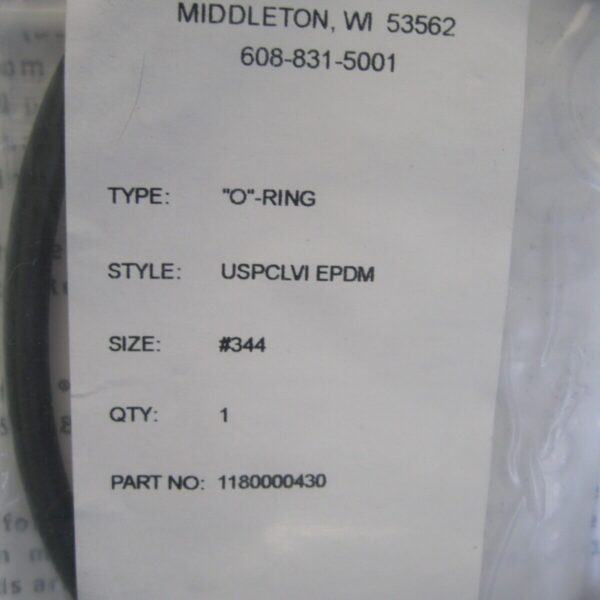 MIDDLETON, WI 53562
608-831-5001
TYPE: "O"-RING
STYLE: USPCLVI EPDM
SIZE: #344
QTY: 1
PART NO: 1180000430